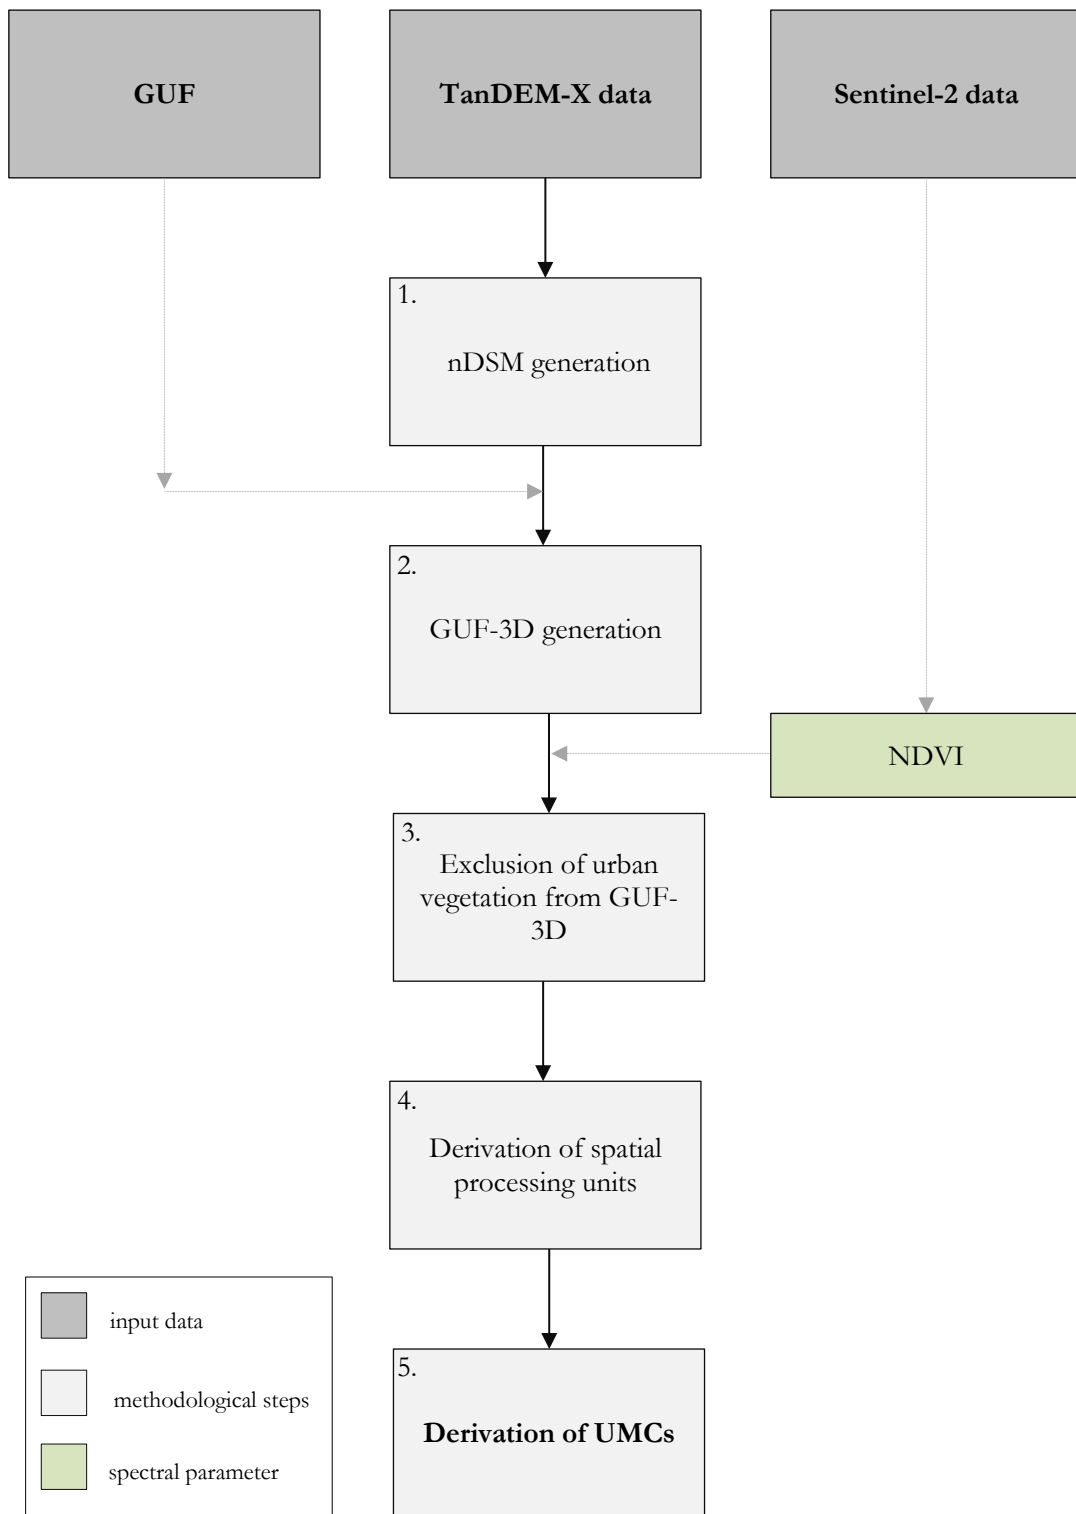 GUF
TanDEM-X data
Sentinel-2 data
1.
nDSM generation
2.
GUF-3D generation
NDVI
3.
Exclusion of urban
vegetation from GUF-
3D
4.
Derivation of spatial
processing units
5.
Derivation of UMCs
input data
methodological steps
spectral parameter